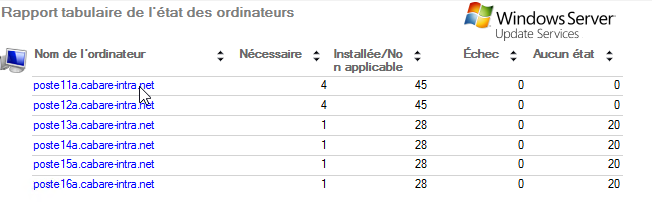 Rapport tabulaire de l'état des ordinateurs
Windows Server
Update Services
Nom de l'ordinateur Nécessaire Installée/No Échec Aucun état
n applicable
poste11a.cabare-intra.net 4 45 0 0
poste12a.cabare-intra.net 4 45 0 0
poste13a.cabare-intra.net 1 28 0 20
poste14a.cabare-intra.net 1 28 0 20
poste15a.cabare-intra.net 1 28 0 20
poste16a.cabare-intra.net 1 28 0 20